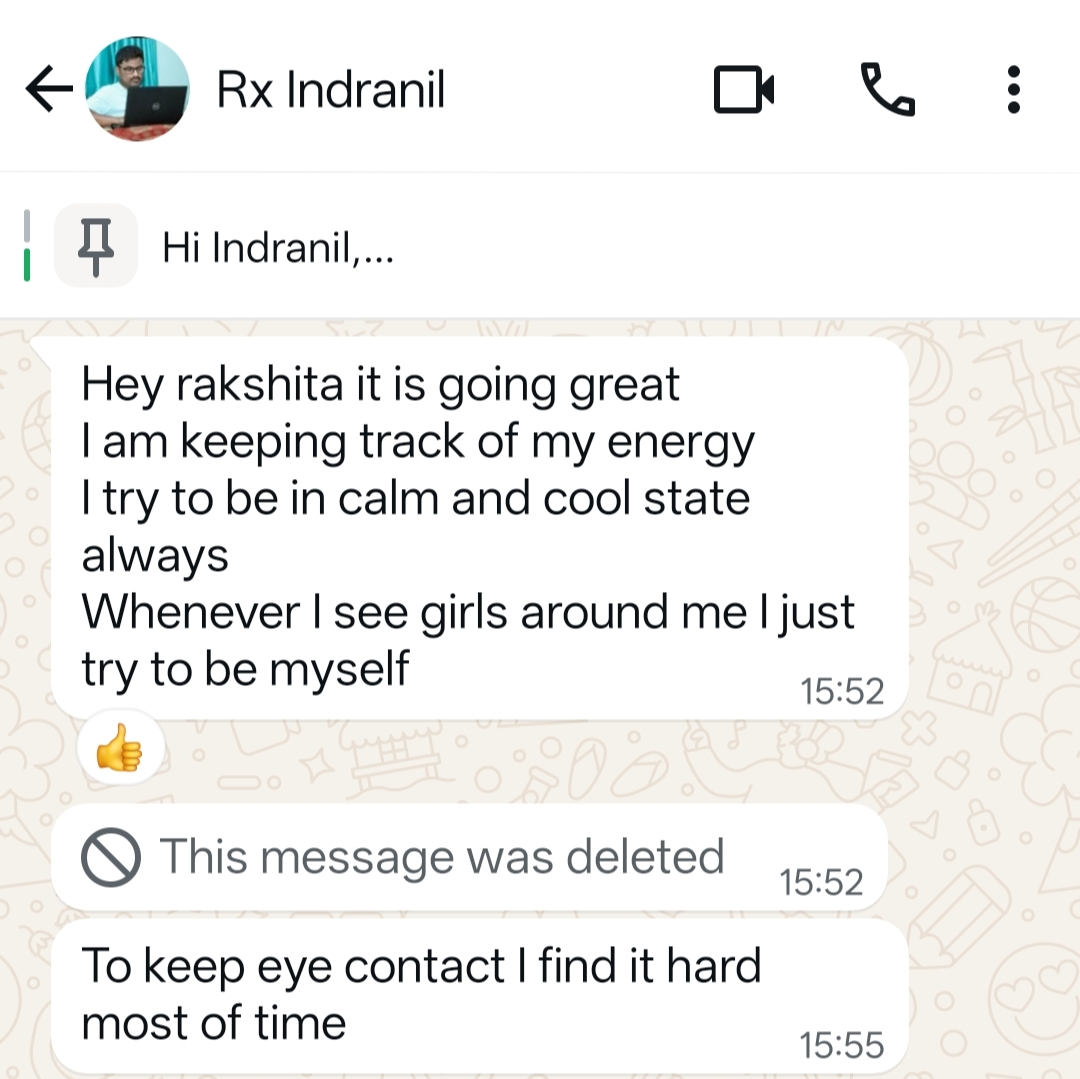 Rx Indranil
Hi Indranil,...
Hey rakshita it is going great
I am keeping track of my energy
I try to be in calm and cool state
always
Whenever I see girls around me I just
try to be myself
15:52
This message was deleted
15:52
To keep eye contact I find it hard
most of time
15:55